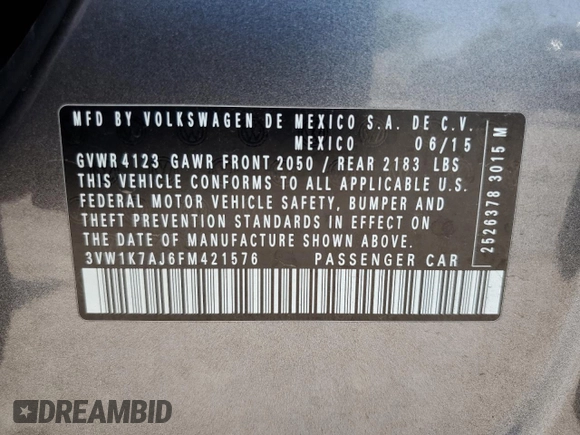 MFD BY VOLKSWAGEN DE MEXICO S.A. DE C.V.
MEXICO 06/15
GVWR 4123 GAWR FRONT 2050 / REAR 2183 LBS
THIS VEHICLE CONFORMS TO ALL APPLICABLE U.S.
FEDERAL MOTOR VEHICLE SAFETY, BUMPER AND
THEFT PREVENTION STANDARDS IN EFFECT ON
THE DATE OF MANUFACTURE SHOWN ABOVE.
3VW1K7AJ6FM421576 PASSENGER CAR
2526378 3015 M
DREAMBID